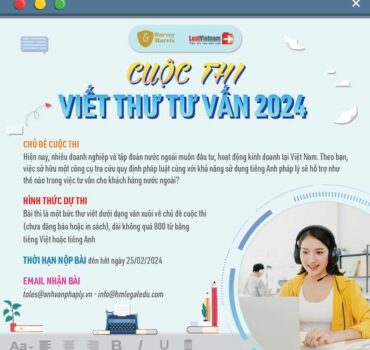 Harvey
Morris
LuatVietnam
CUỘC THI
VIẾT THƯ TƯ VẤN 2024
CHỦ ĐỀ CUỘC THI
Hiện nay, nhiều doanh nghiệp và tập đoàn nước ngoài muốn đầu tư, hoạt động kinh doanh tại Việt Nam. Theo bạn,
việc sở hữu một công cụ tra cứu quy định pháp luật cùng với khả năng sử dụng tiếng Anh pháp lý sẽ hỗ trợ như
thế nào trong việc tư vấn cho khách hàng nước ngoài?
HÌNH THỨC DỰ THI
Bài thi là một bức thư viết dưới dạng văn xuôi về chủ đề cuộc thi
(chưa đăng báo hoặc in sách), dài không quá 800 từ bằng
tiếng Việt hoặc tiếng Anh
THỜI HẠN NỘP BÀI đến hết ngày 25/02/2024
EMAIL NHẬN BÀI
toles@anhvanphaply.vn - info@hmlegaledu.com
Aa B I U